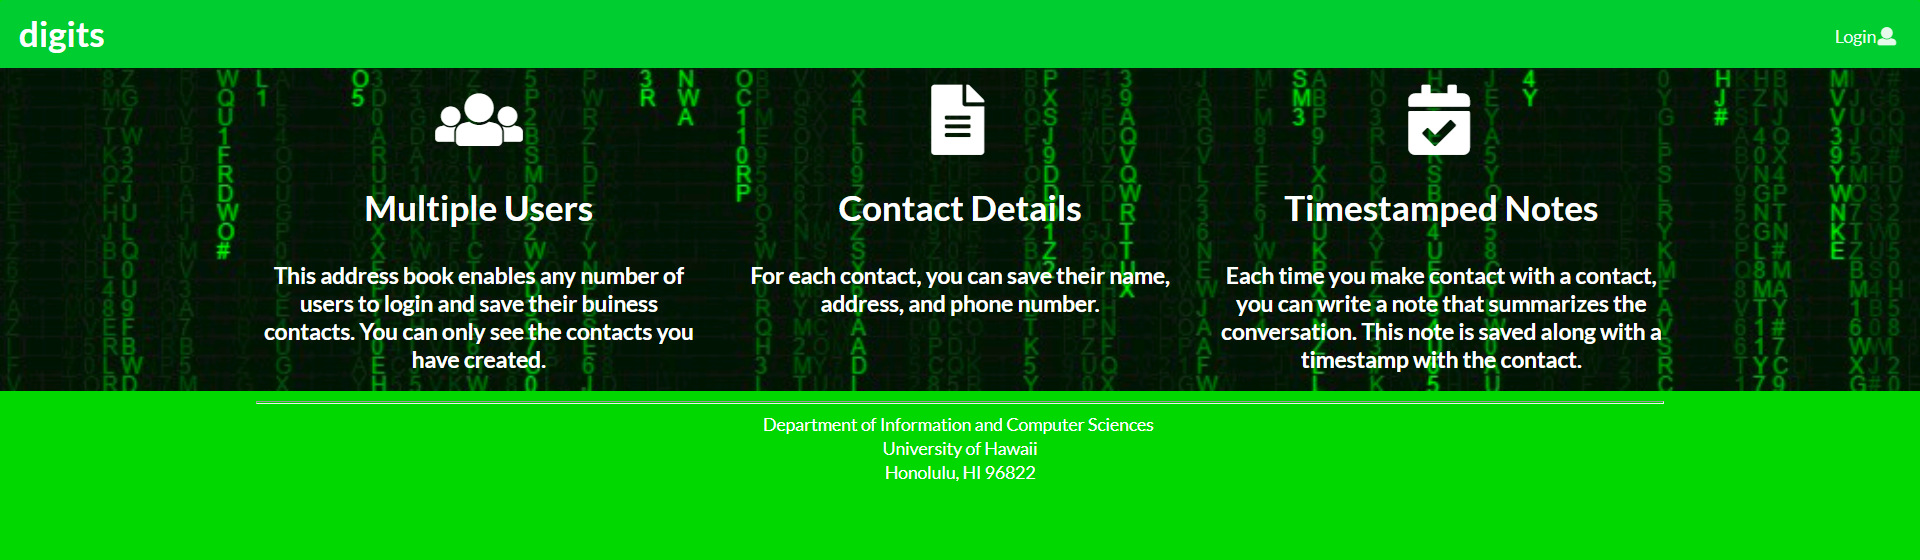 digits
Login
Multiple Users
This address book enables any number of
users to login and save their buiness
contacts. You can only see the contacts you
have created.
Contact Details
For each contact, you can save their name,
address, and phone number.
Timestamped Notes
Each time you make contact with a contact,
you can write a note that summarizes the
conversation. This note is saved along with a
timestamp with the contact.
Department of Information and Computer Sciences
University of Hawaii
Honolulu, HI 96822